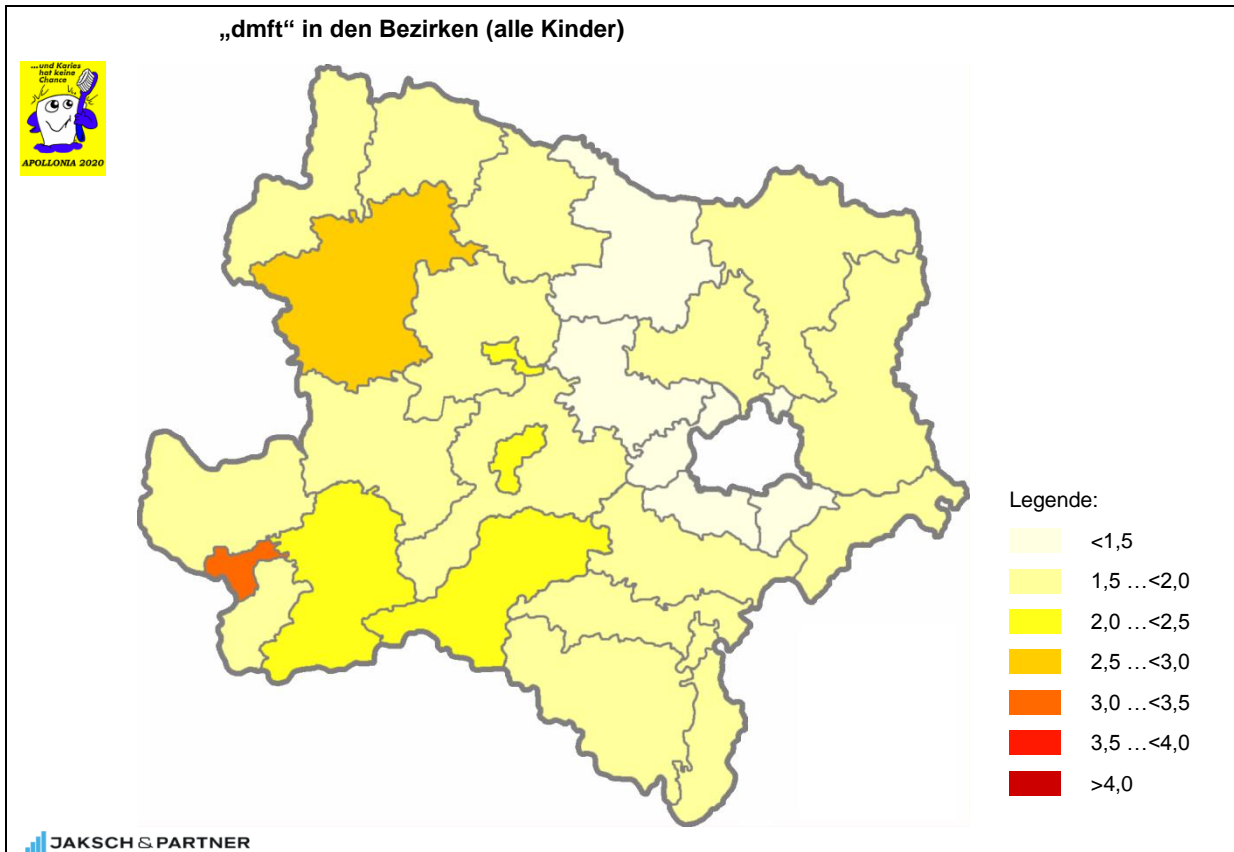 „dmft“ in den Bezirken (alle Kinder)
...und Karies
hat keine
Chance
APOLLONIA 2020
Legende:
<1,5
1,5 …<2,0
2,0 …<2,5
2,5 …<3,0
3,0 …<3,5
3,5 …<4,0
>4,0
JAKSCH & PARTNER